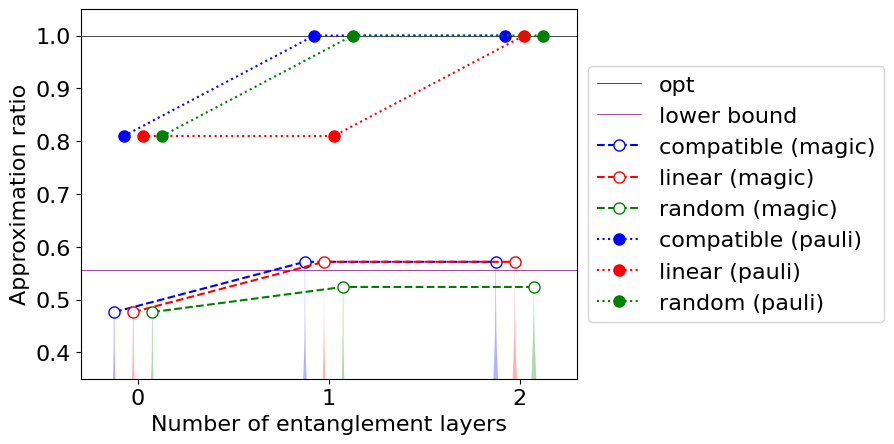 1.0
0.9
0.8
0.7
0.6
0.5
0.4
Approximation ratio
0 1 2
Number of entanglement layers
opt
lower bound
compatible (magic)
linear (magic)
random (magic)
compatible (pauli)
linear (pauli)
random (pauli)